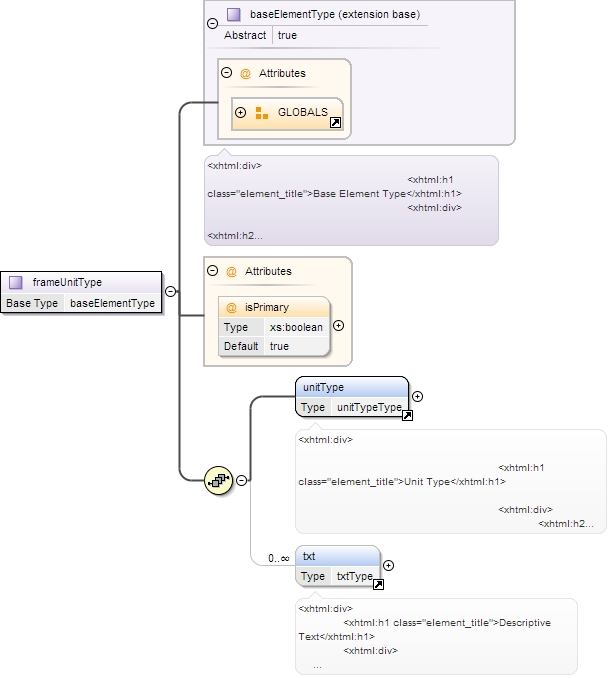 baseElementType (extension base)
Abstract true
@ Attributes
GLOBALS
<xhtml:div>
<xhtml:h1
class="element_title">Base Element Type</xhtml:h1>
<xhtml:div>
<xhtml:h2...
frameUnitType
Base Type baseElementType
@ Attributes
@ isPrimary
Type xs:boolean
Default true
unitType
Type unitTypeType
<xhtml:div>
<xhtml:h1
class="element_title">Unit Type</xhtml:h1>
<xhtml:div>
<xhtml:h2...
0..∞ txt
Type txtType
<xhtml:div>
<xhtml:h1 class="element_title">Descriptive
Text</xhtml:h1>
<xhtml:div>
...